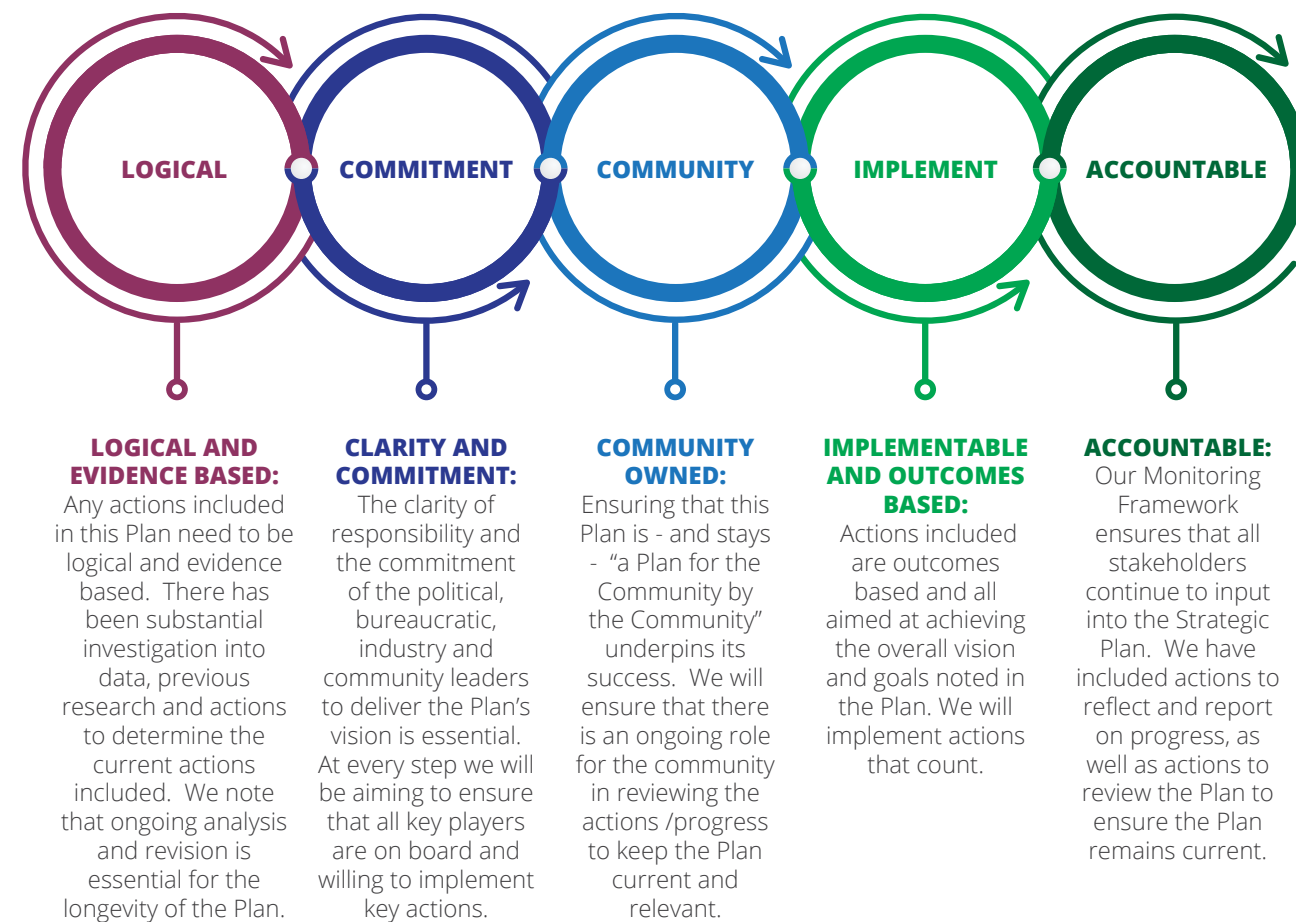 LOGICAL
COMMITMENT
COMMUNITY
IMPLEMENT
ACCOUNTABLE
LOGICAL AND
EVIDENCE BASED:
Any actions included
in this Plan need to be
logical and evidence
based.  There has
been substantial
investigation into
data, previous
research and actions
to determine the
current actions
included.  We note
that ongoing analysis
and revision is
essential for the
longevity of the Plan.
CLARITY AND
COMMITMENT:
The clarity of
responsibility and
the commitment
of the political,
bureaucratic,
industry and
community leaders
to deliver the Plan’s
vision is essential.
At every step we will
be aiming to ensure
that all key players
are on board and
willing to implement
key actions.
COMMUNITY
OWNED:
Ensuring that this
Plan is - and stays
- “a Plan for the
Community by
the Community”
underpins its
success.  We will
ensure that there
is an ongoing role
for the community
in reviewing the
actions /progress
to keep the Plan
current and
relevant.
IMPLEMENTABLE
AND OUTCOMES
BASED:
Actions included
are outcomes
based and all
aimed at achieving
the overall vision
and goals noted in
the Plan. We will
implement actions
that count.
ACCOUNTABLE:
Our Monitoring
Framework
ensures that all
stakeholders
continue to input
into the Strategic
Plan.  We have
included actions to
reflect and report
on progress, as
well as actions to
review the Plan to
ensure the Plan
remains current.